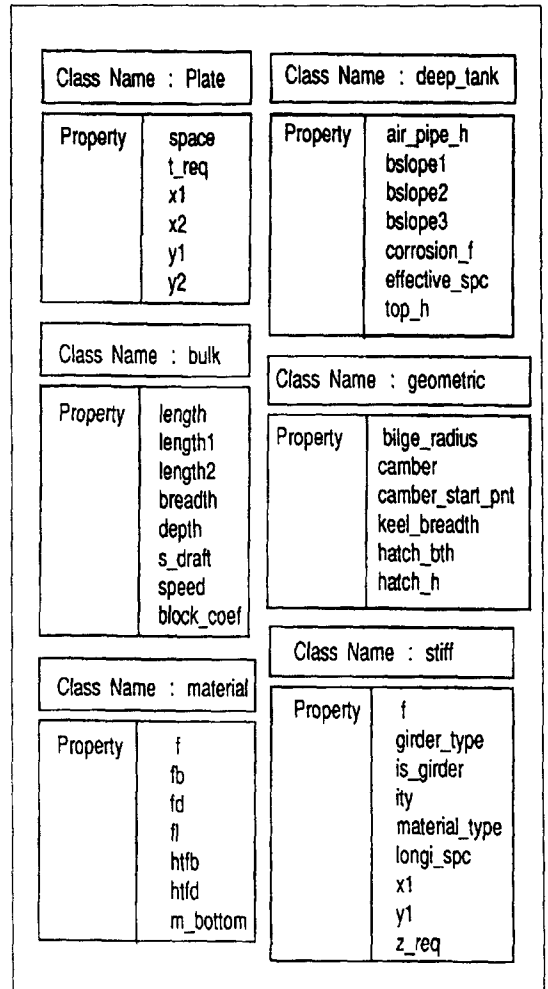 Class Name : Plate
Property space
t_req
x1
x2
y1
y2
Class Name : bulk
Property length
length1
length2
breadth
depth
s_draft
speed
block_coef
Class Name : material
Property f
fb
fd
fl
htfb
htfd
m_bottom
Class Name : deep_tank
Property air_pipe_h
bslope1
bslope2
bslope3
corrosion_f
effective_spc
top_h
Class Name : geometric
Property bilge_radius
camber
camber_start_pnt
keel_breadth
hatch_bth
hatch_h
Class Name : stiff
Property f
girder_type
is_girder
ity
material_type
longi_spc
x1
y1
z_req